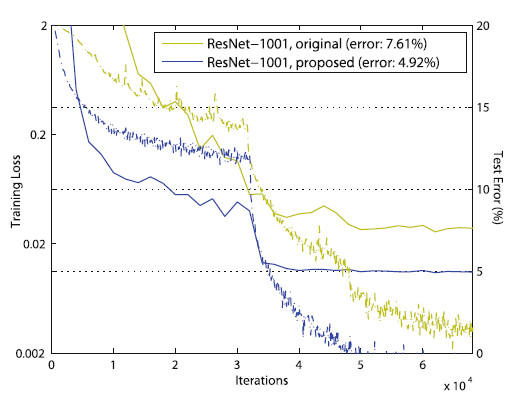 2
20
ResNet−1001, original (error: 7.61%)
ResNet−1001, proposed (error: 4.92%)
15
0.2
Training Loss
Test Error (%)
10
0.02
5
0.002
0
0
1
2
3
4
5
6
Iterations
x 10^4